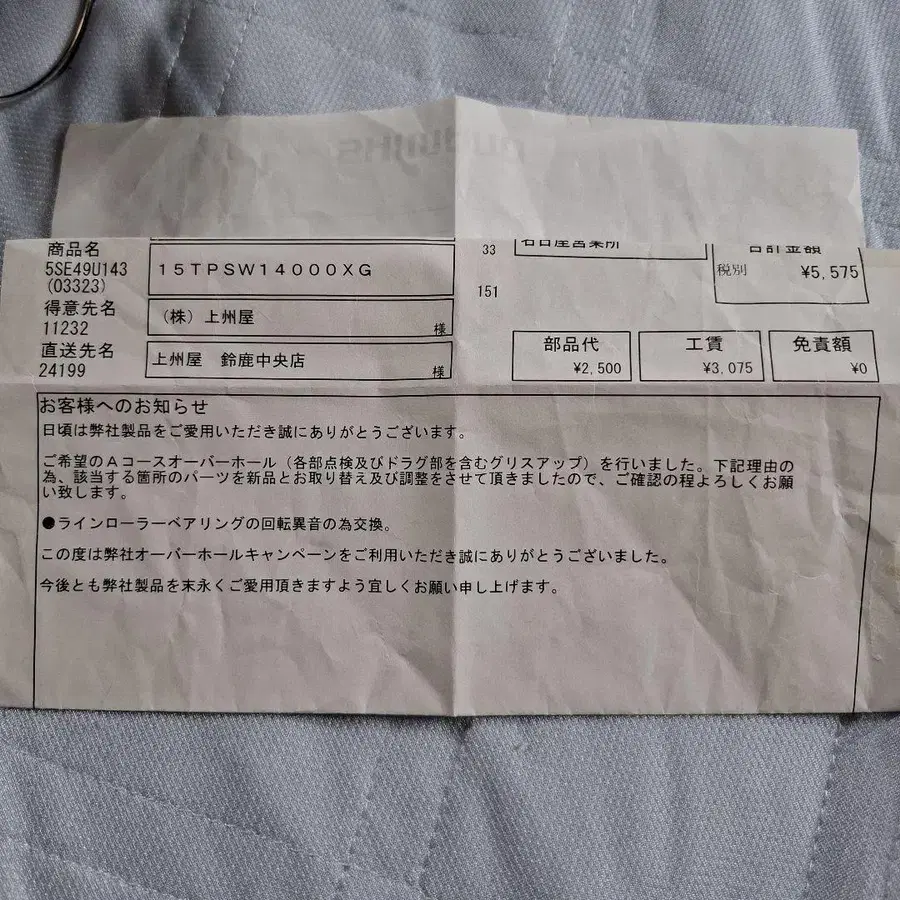 SHIMANO
商品名
5SE49U143
(03323)
15TPSW14000XG
得意先名
11232
(株) 上州屋
様
直送先名
24199
上州屋 鈴鹿中央店
様
33
名古屋営業所
151
合計金額
税別 ¥5,575
部品代
¥2,500
工賃
¥3,075
免責額
¥0
お客様へのお知らせ
日頃は弊社製品をご愛用いただき誠にありがとうございます。
ご希望のAコースオーバーホール(各部点検及びドラグ部を含むグリスアップ)を行いました。下記理由の
為、該当する箇所のパーツを新品とお取り替え及び調整をさせて頂きましたので、ご確認の程よろしくお願
い致します。
●ラインローラーベアリングの回転異音の為交換。
この度は弊社オーバーホールキャンペーンをご利用いただき誠にありがとうございました。
今後とも弊社製品を末永くご愛用頂きますよう宜しくお願い申し上げます。